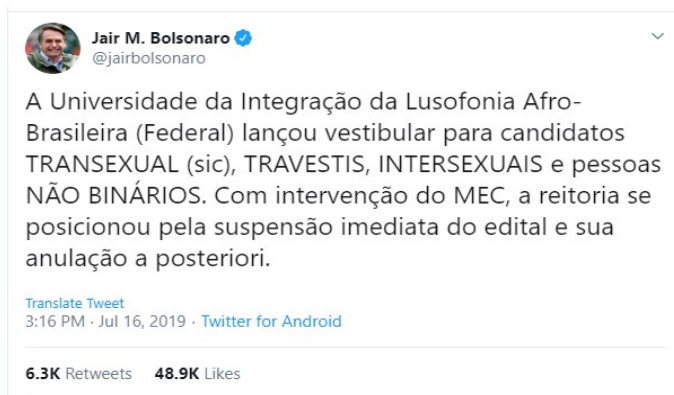 Jair M. Bolsonaro
@jairbolsonaro
A Universidade da Integração da Lusofonia Afro-
Brasileira (Federal) lançou vestibular para candidatos
TRANSEXUAL (sic), TRAVESTIS, INTERSEXUAIS e pessoas
NÃO BINÁRIOS. Com intervenção do MEC, a reitoria se
posicionou pela suspensão imediata do edital e sua
anulação a posteriori.
Translate Tweet
3:16 PM · Jul 16, 2019 · Twitter for Android
6.3K Retweets 48.9K Likes